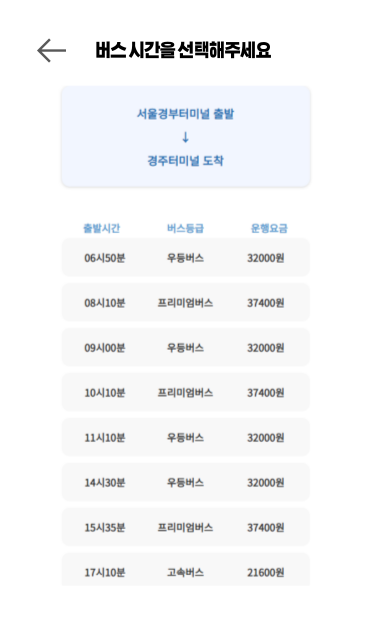 버스 시간을 선택해주세요
서울경부터미널 출발
↓
경주터미널 도착
출발시간 버스등급 운행요금
06시50분 우등버스 32000원
08시10분 프리미엄버스 37400원
09시00분 우등버스 32000원
10시10분 프리미엄버스 37400원
11시10분 우등버스 32000원
14시30분 우등버스 32000원
15시35분 프리미엄버스 37400원
17시10분 고속버스 21600원